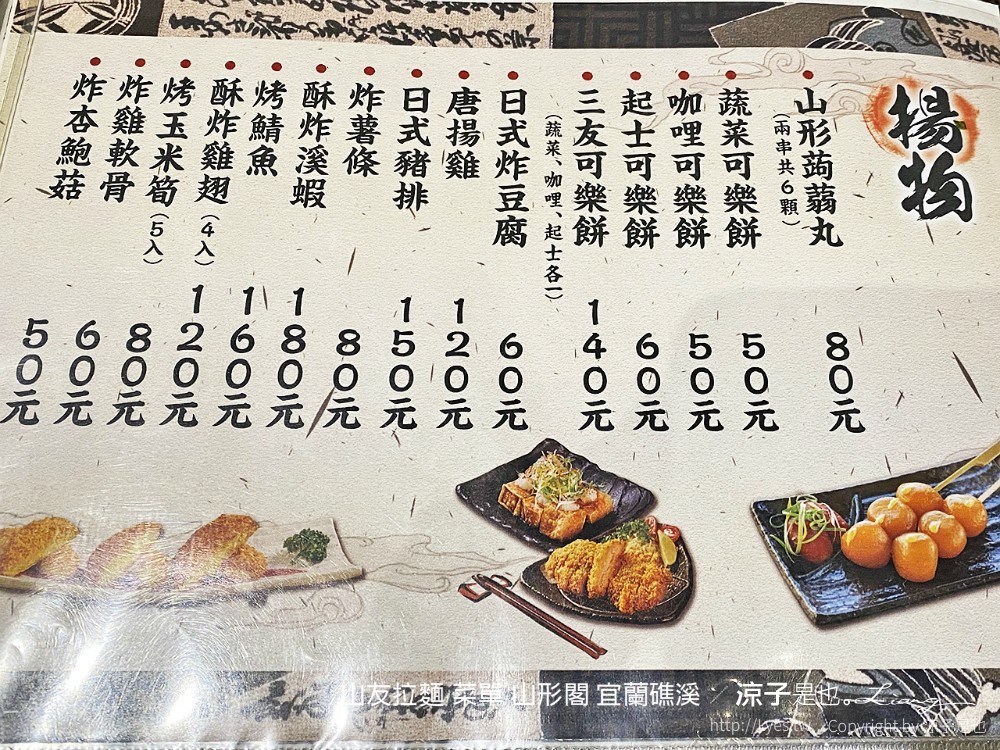 揚物
山形蒟蒻丸 80元
(兩串共6顆)
蔬菜可樂餅 50元
咖哩可樂餅 50元
起士可樂餅 60元
三友可樂餅 140元
(蔬菜、咖哩、起士各一)
日式炸豆腐 60元
唐揚雞 120元
日式豬排 150元
炸薯條 80元
酥炸溪蝦 180元
烤鯖魚 160元
酥炸雞翅(4入) 120元
烤玉米筍(5入) 80元
炸雞軟骨 60元
炸杏鮑菇 50元
山友拉麵 菜單 山形閣 宜蘭礁溪 ╱ 涼子是也。
Copyright by 涼子是也